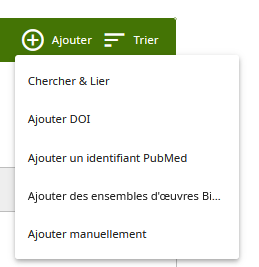 Ajouter Trier
Chercher & Lier
Ajouter DOI
Ajouter un identifiant PubMed
Ajouter des ensembles d'œuvres Bi...
Ajouter manuellement